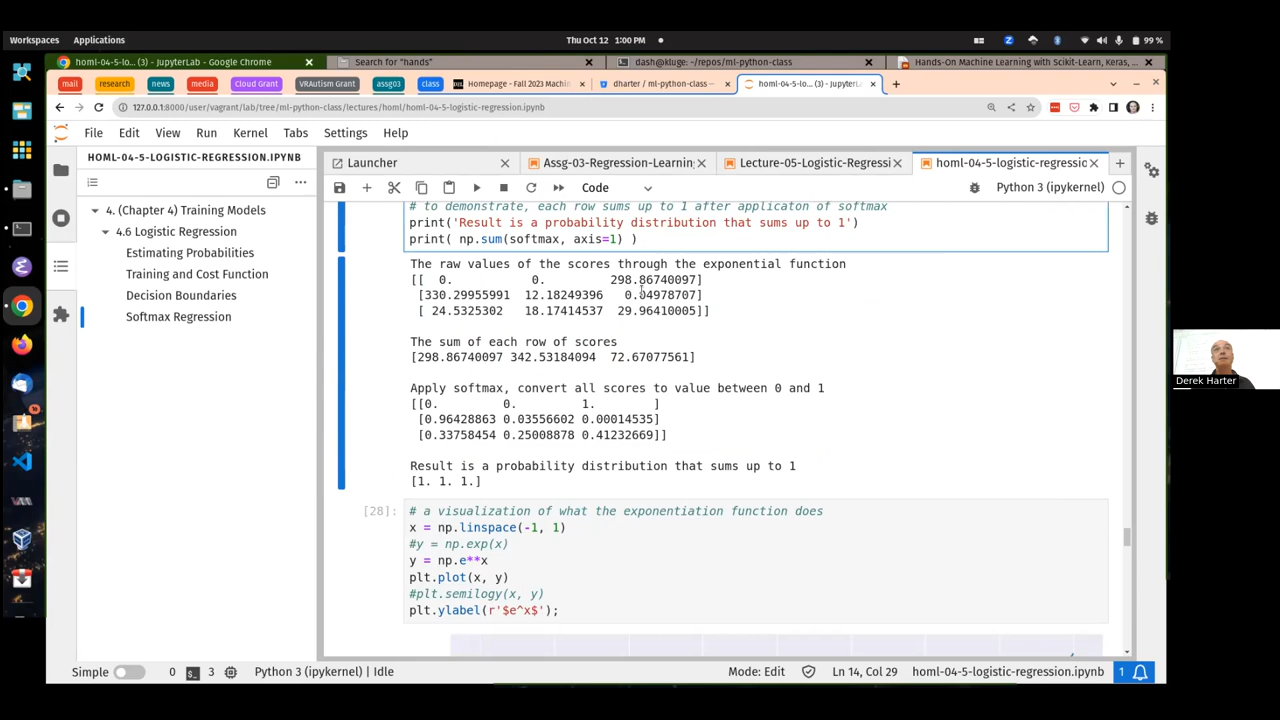 Workspaces Applications Thu Oct 12 1:00 PM 99 %
homl-04-5-lo... (3) - JupyterLab - Google Chrome Search for "hands" dash@kluge: ~/repos/ml-python-class Hands-On Machine Learning with Scikit-Learn, Keras, ...
mail research news media Cloud Grant VRAutism Grant assg03 class Homepage - Fall 2023 Machin dharter / ml-python-class — homl-04-5-lo... (3) - JupyterL
127.0.0.1:8000/user/vagrant/lab/tree/ml-python-class/lectures/homl/homl-04-5-logistic-regression.ipynb
File Edit View Run Kernel Tabs Settings Help
HOML-04-5-LOGISTIC-REGRESSION.IPYNB
4. (Chapter 4) Training Models
4.6 Logistic Regression
Estimating Probabilities
Training and Cost Function
Decision Boundaries
Softmax Regression
Launcher Assg-03-Regression-Learnin Lecture-05-Logistic-Regressi homl-04-5-logistic-regressic
Code Python 3 (ipykernel)
# to demonstrate, each row sums up to 1 after applicaton of softmax
print('Result is a probability distribution that sums up to 1')
print( np.sum(softmax, axis=1) )
The raw values of the scores through the exponential function
[[ 0. 0. 298.86740097]
[330.29955991 12.18249396 0.04978707]
[ 24.5325302 18.17414537 29.96410005]]
The sum of each row of scores
[298.86740097 342.53184094 72.67077561]
Apply softmax, convert all scores to value between 0 and 1
[[0. 0. 1. ]
[0.96428863 0.03556602 0.00014535]
[0.33758454 0.25008878 0.41232669]]
Result is a probability distribution that sums up to 1
[1. 1. 1.]
[28]: # a visualization of what the exponentiation function does
x = np.linspace(-1, 1)
#y = np.exp(x)
y = np.e**x
plt.plot(x, y)
#plt.semilogy(x, y)
plt.ylabel(r'$e^x$');
Simple 0 3 Python 3 (ipykernel) | Idle Mode: Edit Ln 14, Col 29 homl-04-5-logistic-regression.ipynb 1
Derek Harter